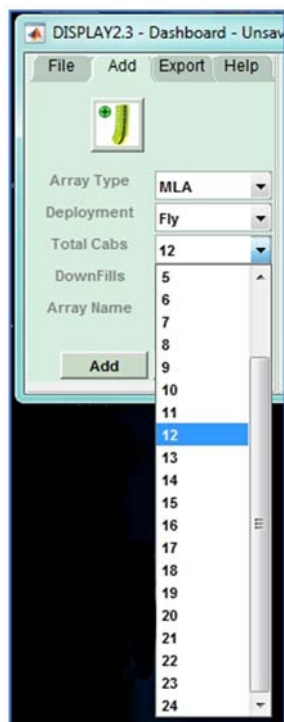 DISPLAY2.3 - Dashboard - Unsav
File Add Export Help
Array Type MLA
Deployment Fly
Total Cabs 12
DownFills
Array Name
Add
5
6
7
8
9
10
11
12
13
14
15
16
17
18
19
20
21
22
23
24